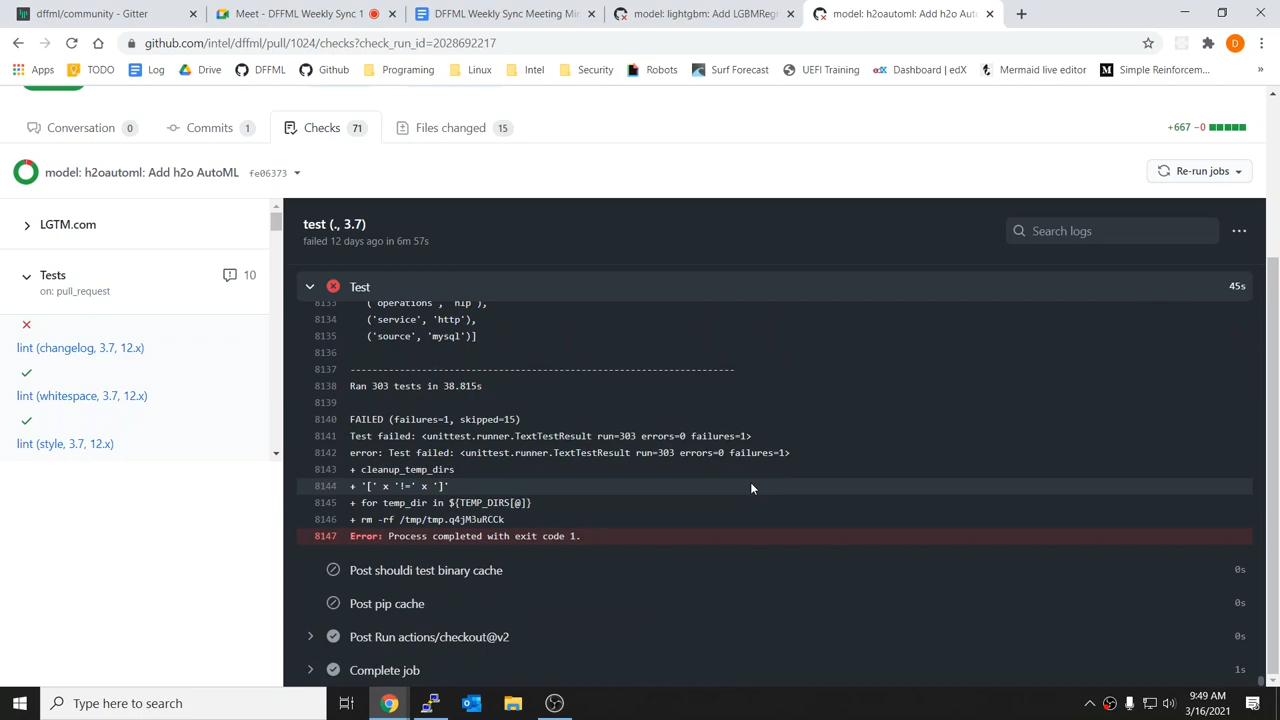 dffml/community - Gitter
Meet - DFFML Weekly Sync 1
DFFML Weekly Sync Meeting Min
model: lightgbm: Add LGBMRegr
model: h2oautoml: Add h2o Auto
github.com/intel/dffml/pull/1024/checks?check_run_id=2028692217
Apps
TODO
Log
Drive
DFFML
Github
Programing
Linux
Intel
Security
Robots
Surf Forecast
UEFI Training
Dashboard | edX
Mermaid live editor
Simple Reinforcem...
Conversation 0
Commits 1
Checks 71
Files changed 15
+667 −0
model: h2oautoml: Add h2o AutoML fe06373
Re-run jobs
LGTM.com
Tests 10
on: pull_request
lint (changelog, 3.7, 12.x)
lint (whitespace, 3.7, 12.x)
lint (style, 3.7, 12.x)
test (., 3.7)
failed 12 days ago in 6m 57s
Search logs
Test 45s
8133 ('operations', 'nlp'),
8134 ('service', 'http'),
8135 ('source', 'mysql')]
8136
8137 ----------------------------------------------------------------------
8138 Ran 303 tests in 38.815s
8139
8140 FAILED (failures=1, skipped=15)
8141 Test failed: <unittest.runner.TextTestResult run=303 errors=0 failures=1>
8142 error: Test failed: <unittest.runner.TextTestResult run=303 errors=0 failures=1>
8143 + cleanup_temp_dirs
8144 + '[' x '!=' x ']'
8145 + for temp_dir in ${TEMP_DIRS[@]}
8146 + rm -rf /tmp/tmp.q4jM3uRCCk
8147 Error: Process completed with exit code 1.
Post shouldi test binary cache 0s
Post pip cache 0s
Post Run actions/checkout@v2 0s
Complete job 1s
Type here to search
9:49 AM
3/16/2021